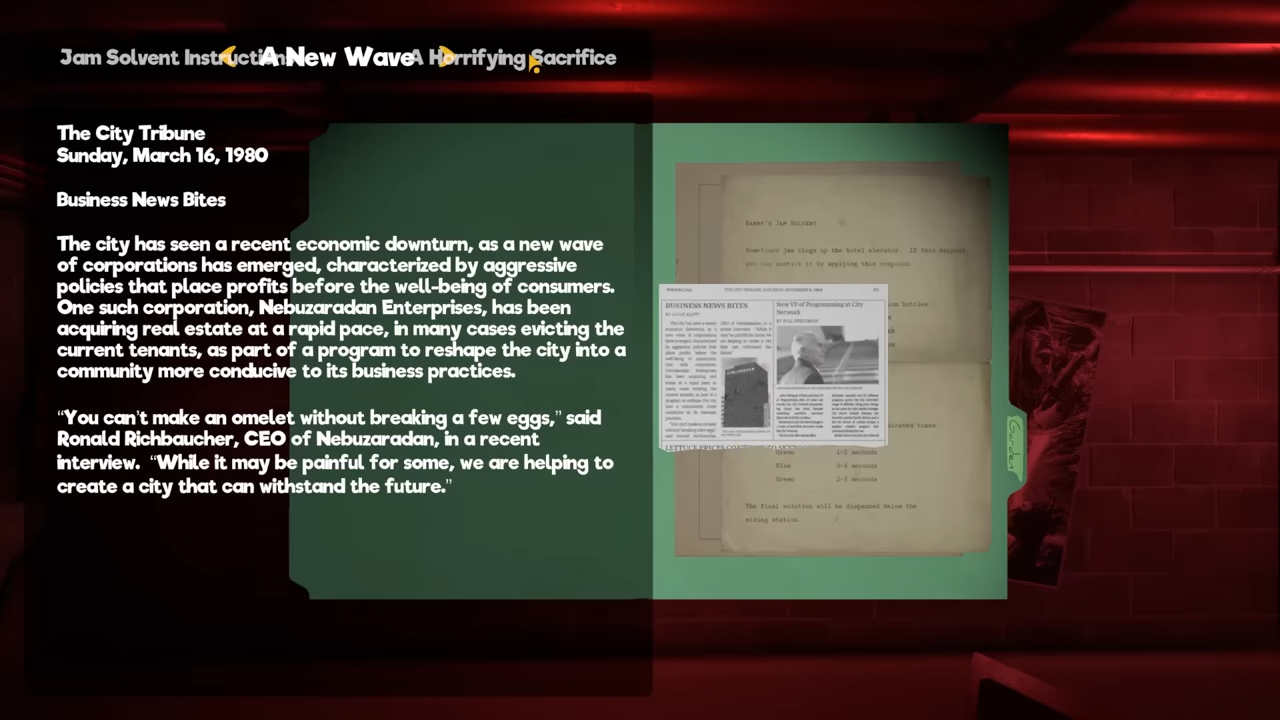 Jam Solvent Instructions A New Wave A Horrifying Sacrifice
The City Tribune
Sunday, March 16, 1980
Business News Bites
The city has seen a recent economic downturn, as a new wave
of corporations has emerged, characterized by aggressive
policies that place profits before the well-being of consumers.
One such corporation, Nebuzaradan Enterprises, has been
acquiring real estate at a rapid pace, in many cases evicting the
current tenants, as part of a program to reshape the city into a
community more conducive to its business practices.
“You can't make an omelet without breaking a few eggs,” said
Ronald Richbaucher, CEO of Nebuzaradan, in a recent
interview. “While it may be painful for some, we are helping to
create a city that can withstand the future.”
BAKER'S JAM SOLVENT
Sometimes jam clogs up the hotel elevator. If this happens,
you can unstick it by applying this compound.
BUSINESS NEWS BITES
New VP of Programming at City
Network
Green 1-2 seconds
Blue 3-4 seconds
Green 2-3 seconds
The final solution will be dispensed below the
mixing station.
Garden